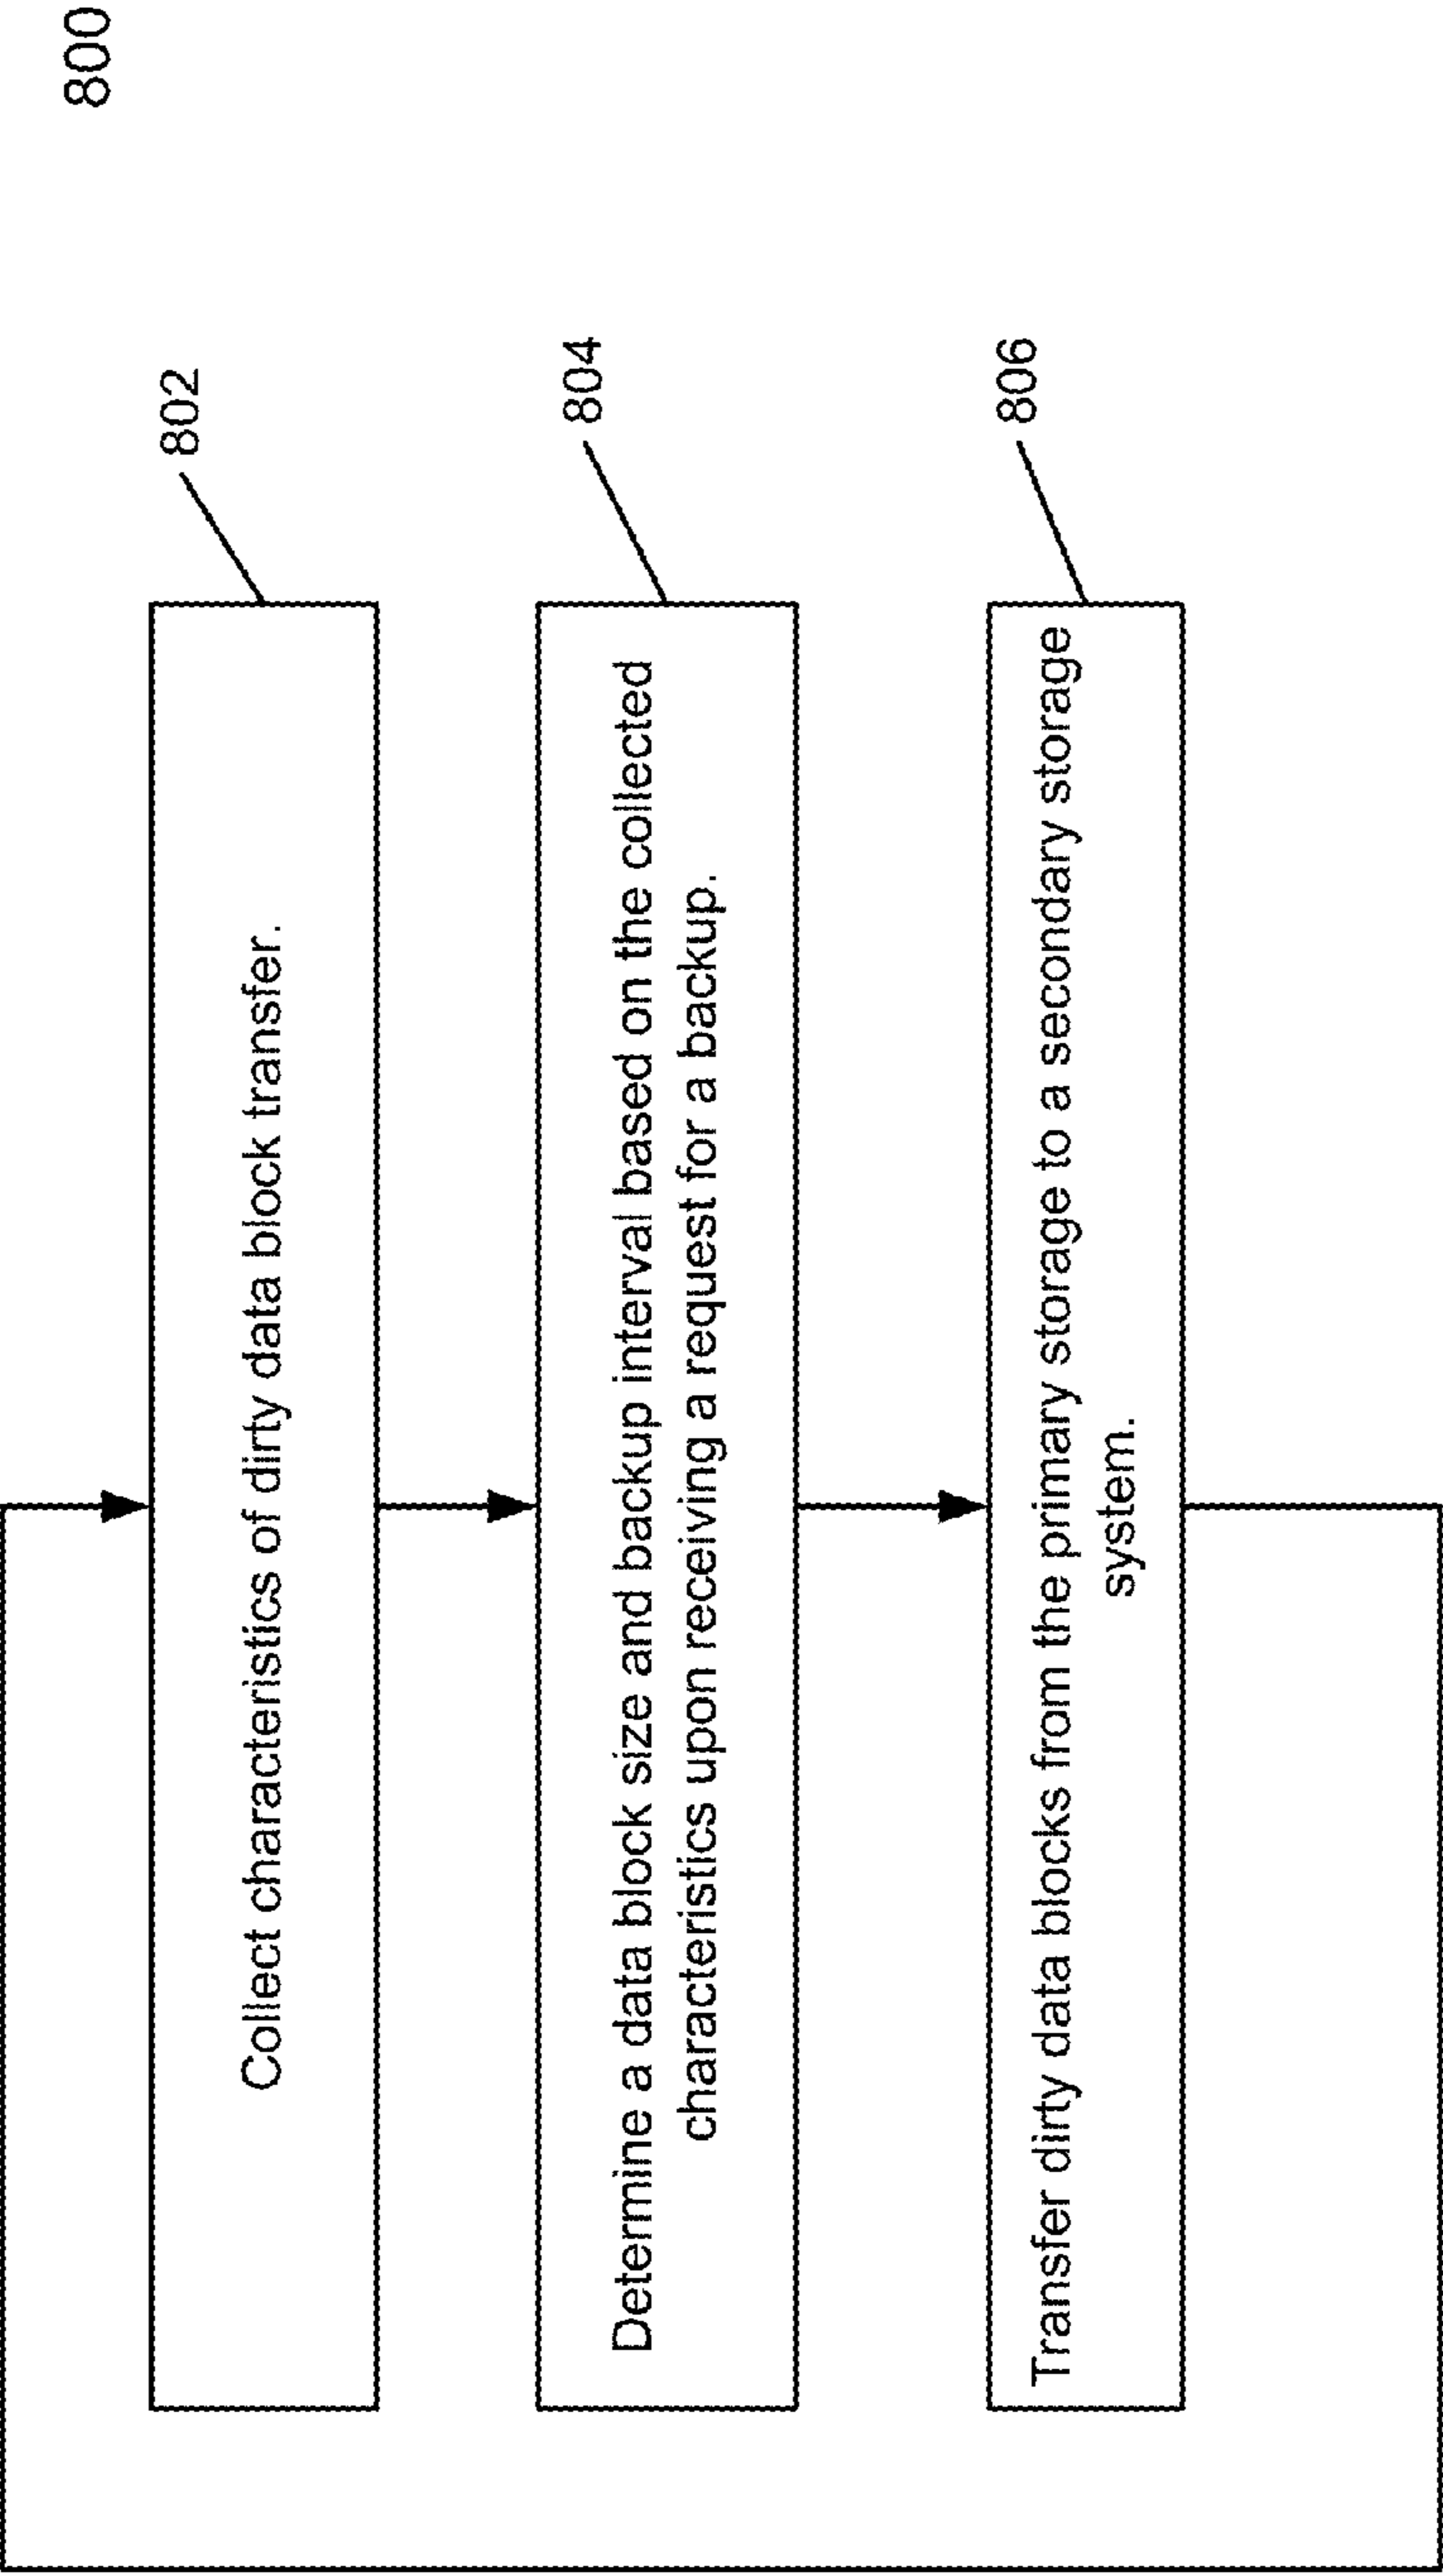 800
802
Collect characteristics of dirty data block transfer.
804
Determine a data block size and backup interval based on the collected
characteristics upon receiving a request for a backup.
806
Transfer dirty data blocks from the primary storage to a secondary storage
system.